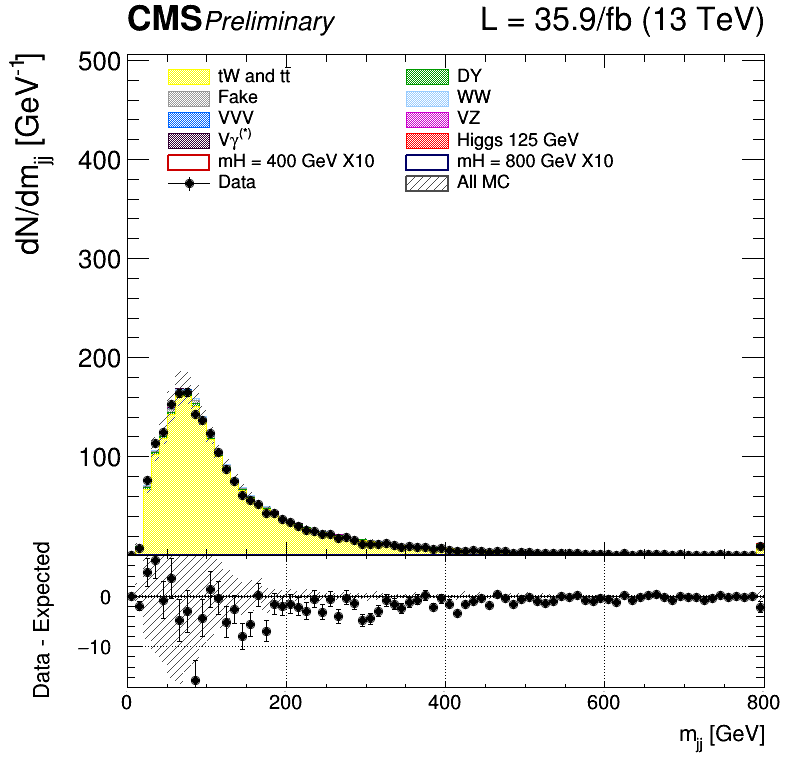 CMS Preliminary L = 35.9/fb (13 TeV)
dN/dm_jj [GeV⁻¹]
500
400
300
200
100
tW and tt̄
DY
Fake
WW
VVV
VZ
Vγ(*)
Higgs 125 GeV
mH = 400 GeV X10
mH = 800 GeV X10
Data
All MC
Data - Expected
0
−10
0 200 400 600 800
m_jj [GeV]